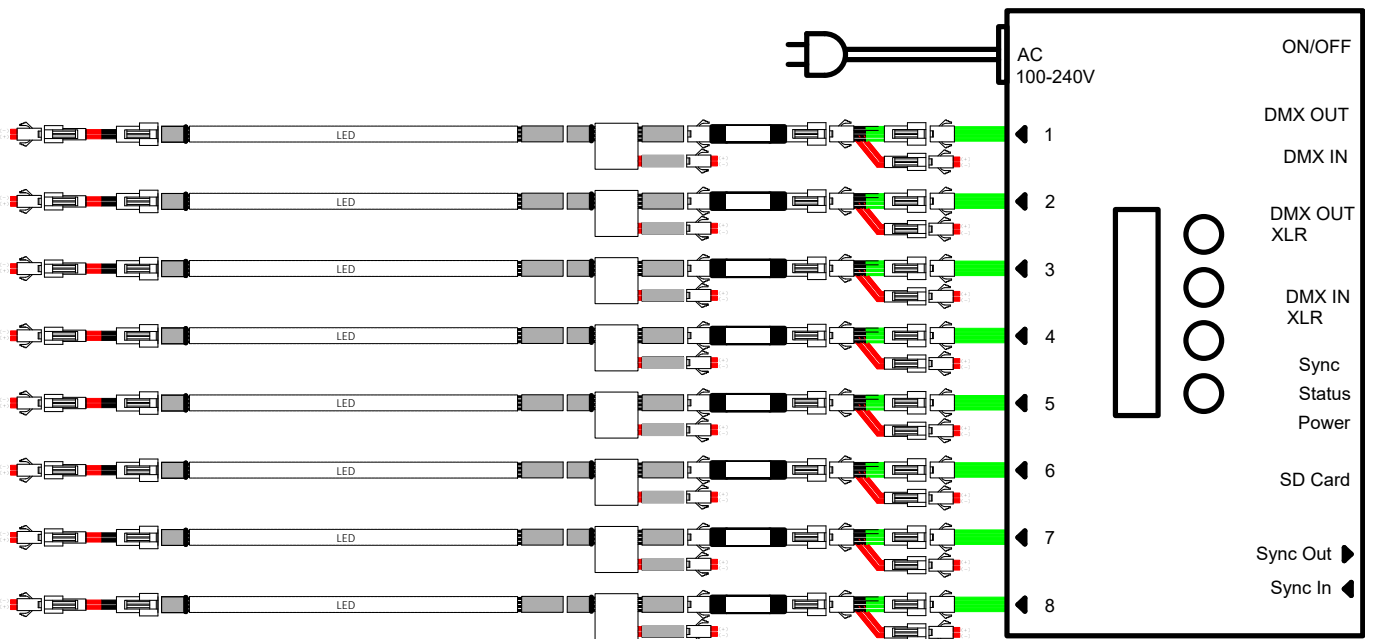 ON/OFF
AC
100-240V
DMX OUT
LED
1
DMX IN
LED
2
DMX OUT
XLR
LED
3
DMX IN
XLR
LED
4
Sync
Status
LED
5
Power
LED
6
SD Card
LED
7
Sync Out
Sync In
LED
8